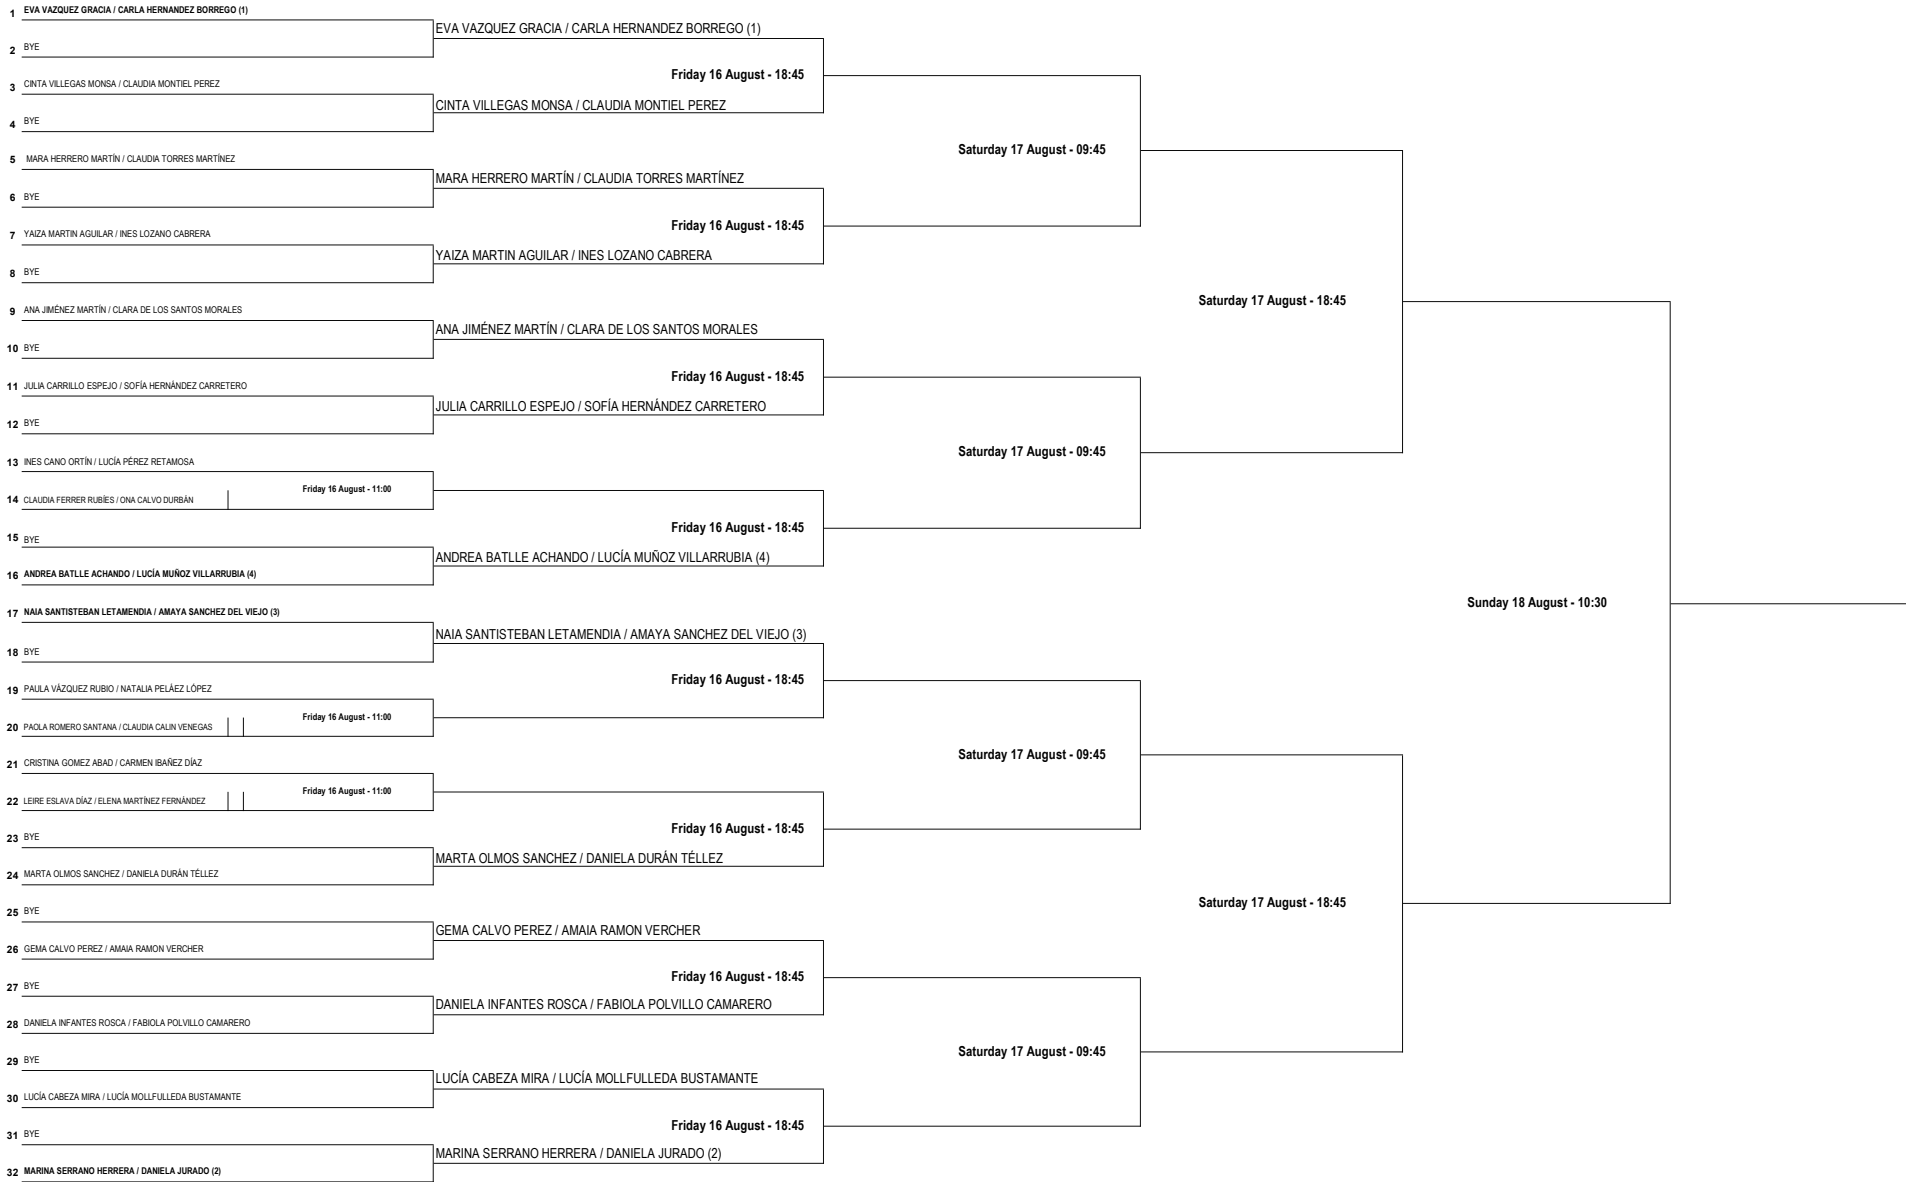 1 EVA VAZQUEZ GRACIA / CARLA HERNANDEZ BORREGO (1)
EVA VAZQUEZ GRACIA / CARLA HERNANDEZ BORREGO (1)
2 BYE
Friday 16 August - 18:45
3 CINTA VILLEGAS MONSA / CLAUDIA MONTIEL PEREZ
CINTA VILLEGAS MONSA / CLAUDIA MONTIEL PEREZ
4 BYE
Saturday 17 August - 09:45
5 MARA HERRERO MARTÍN / CLAUDIA TORRES MARTÍNEZ
MARA HERRERO MARTÍN / CLAUDIA TORRES MARTÍNEZ
6 BYE
Friday 16 August - 18:45
7 YAIZA MARTIN AGUILAR / INES LOZANO CABRERA
YAIZA MARTIN AGUILAR / INES LOZANO CABRERA
8 BYE
Saturday 17 August - 18:45
9 ANA JIMÉNEZ MARTÍN / CLARA DE LOS SANTOS MORALES
ANA JIMÉNEZ MARTÍN / CLARA DE LOS SANTOS MORALES
10 BYE
Friday 16 August - 18:45
11 JULIA CARRILLO ESPEJO / SOFÍA HERNÁNDEZ CARRETERO
JULIA CARRILLO ESPEJO / SOFÍA HERNÁNDEZ CARRETERO
12 BYE
Saturday 17 August - 09:45
13 INES CANO ORTÍN / LUCÍA PÉREZ RETAMOSA
Friday 16 August - 11:00
14 CLAUDIA FERRER RUBÍES / ONA CALVO DURBÁN
Friday 16 August - 18:45
15 BYE
ANDREA BATLLE ACHANDO / LUCÍA MUÑOZ VILLARRUBIA (4)
16 ANDREA BATLLE ACHANDO / LUCÍA MUÑOZ VILLARRUBIA (4)
Sunday 18 August - 10:30
17 NAIA SANTISTEBAN LETAMENDIA / AMAYA SANCHEZ DEL VIEJO (3)
NAIA SANTISTEBAN LETAMENDIA / AMAYA SANCHEZ DEL VIEJO (3)
18 BYE
Friday 16 August - 18:45
19 PAULA VÁZQUEZ RUBIO / NATALIA PELÁEZ LÓPEZ
Friday 16 August - 11:00
20 PAOLA ROMERO SANTANA / CLAUDIA CALIN VENEGAS
Saturday 17 August - 09:45
21 CRISTINA GOMEZ ABAD / CARMEN IBAÑEZ DÍAZ
Friday 16 August - 11:00
22 LEIRE ESLAVA DÍAZ / ELENA MARTÍNEZ FERNÁNDEZ
Friday 16 August - 18:45
23 BYE
MARTA OLMOS SANCHEZ / DANIELA DURÁN TÉLLEZ
24 MARTA OLMOS SANCHEZ / DANIELA DURÁN TÉLLEZ
Saturday 17 August - 18:45
25 BYE
GEMA CALVO PEREZ / AMAIA RAMON VERCHER
26 GEMA CALVO PEREZ / AMAIA RAMON VERCHER
Friday 16 August - 18:45
27 BYE
DANIELA INFANTES ROSCA / FABIOLA POLVILLO CAMARERO
28 DANIELA INFANTES ROSCA / FABIOLA POLVILLO CAMARERO
Saturday 17 August - 09:45
29 BYE
LUCÍA CABEZA MIRA / LUCÍA MOLLFULLEDA BUSTAMANTE
30 LUCÍA CABEZA MIRA / LUCÍA MOLLFULLEDA BUSTAMANTE
Friday 16 August - 18:45
31 BYE
MARINA SERRANO HERRERA / DANIELA JURADO (2)
32 MARINA SERRANO HERRERA / DANIELA JURADO (2)